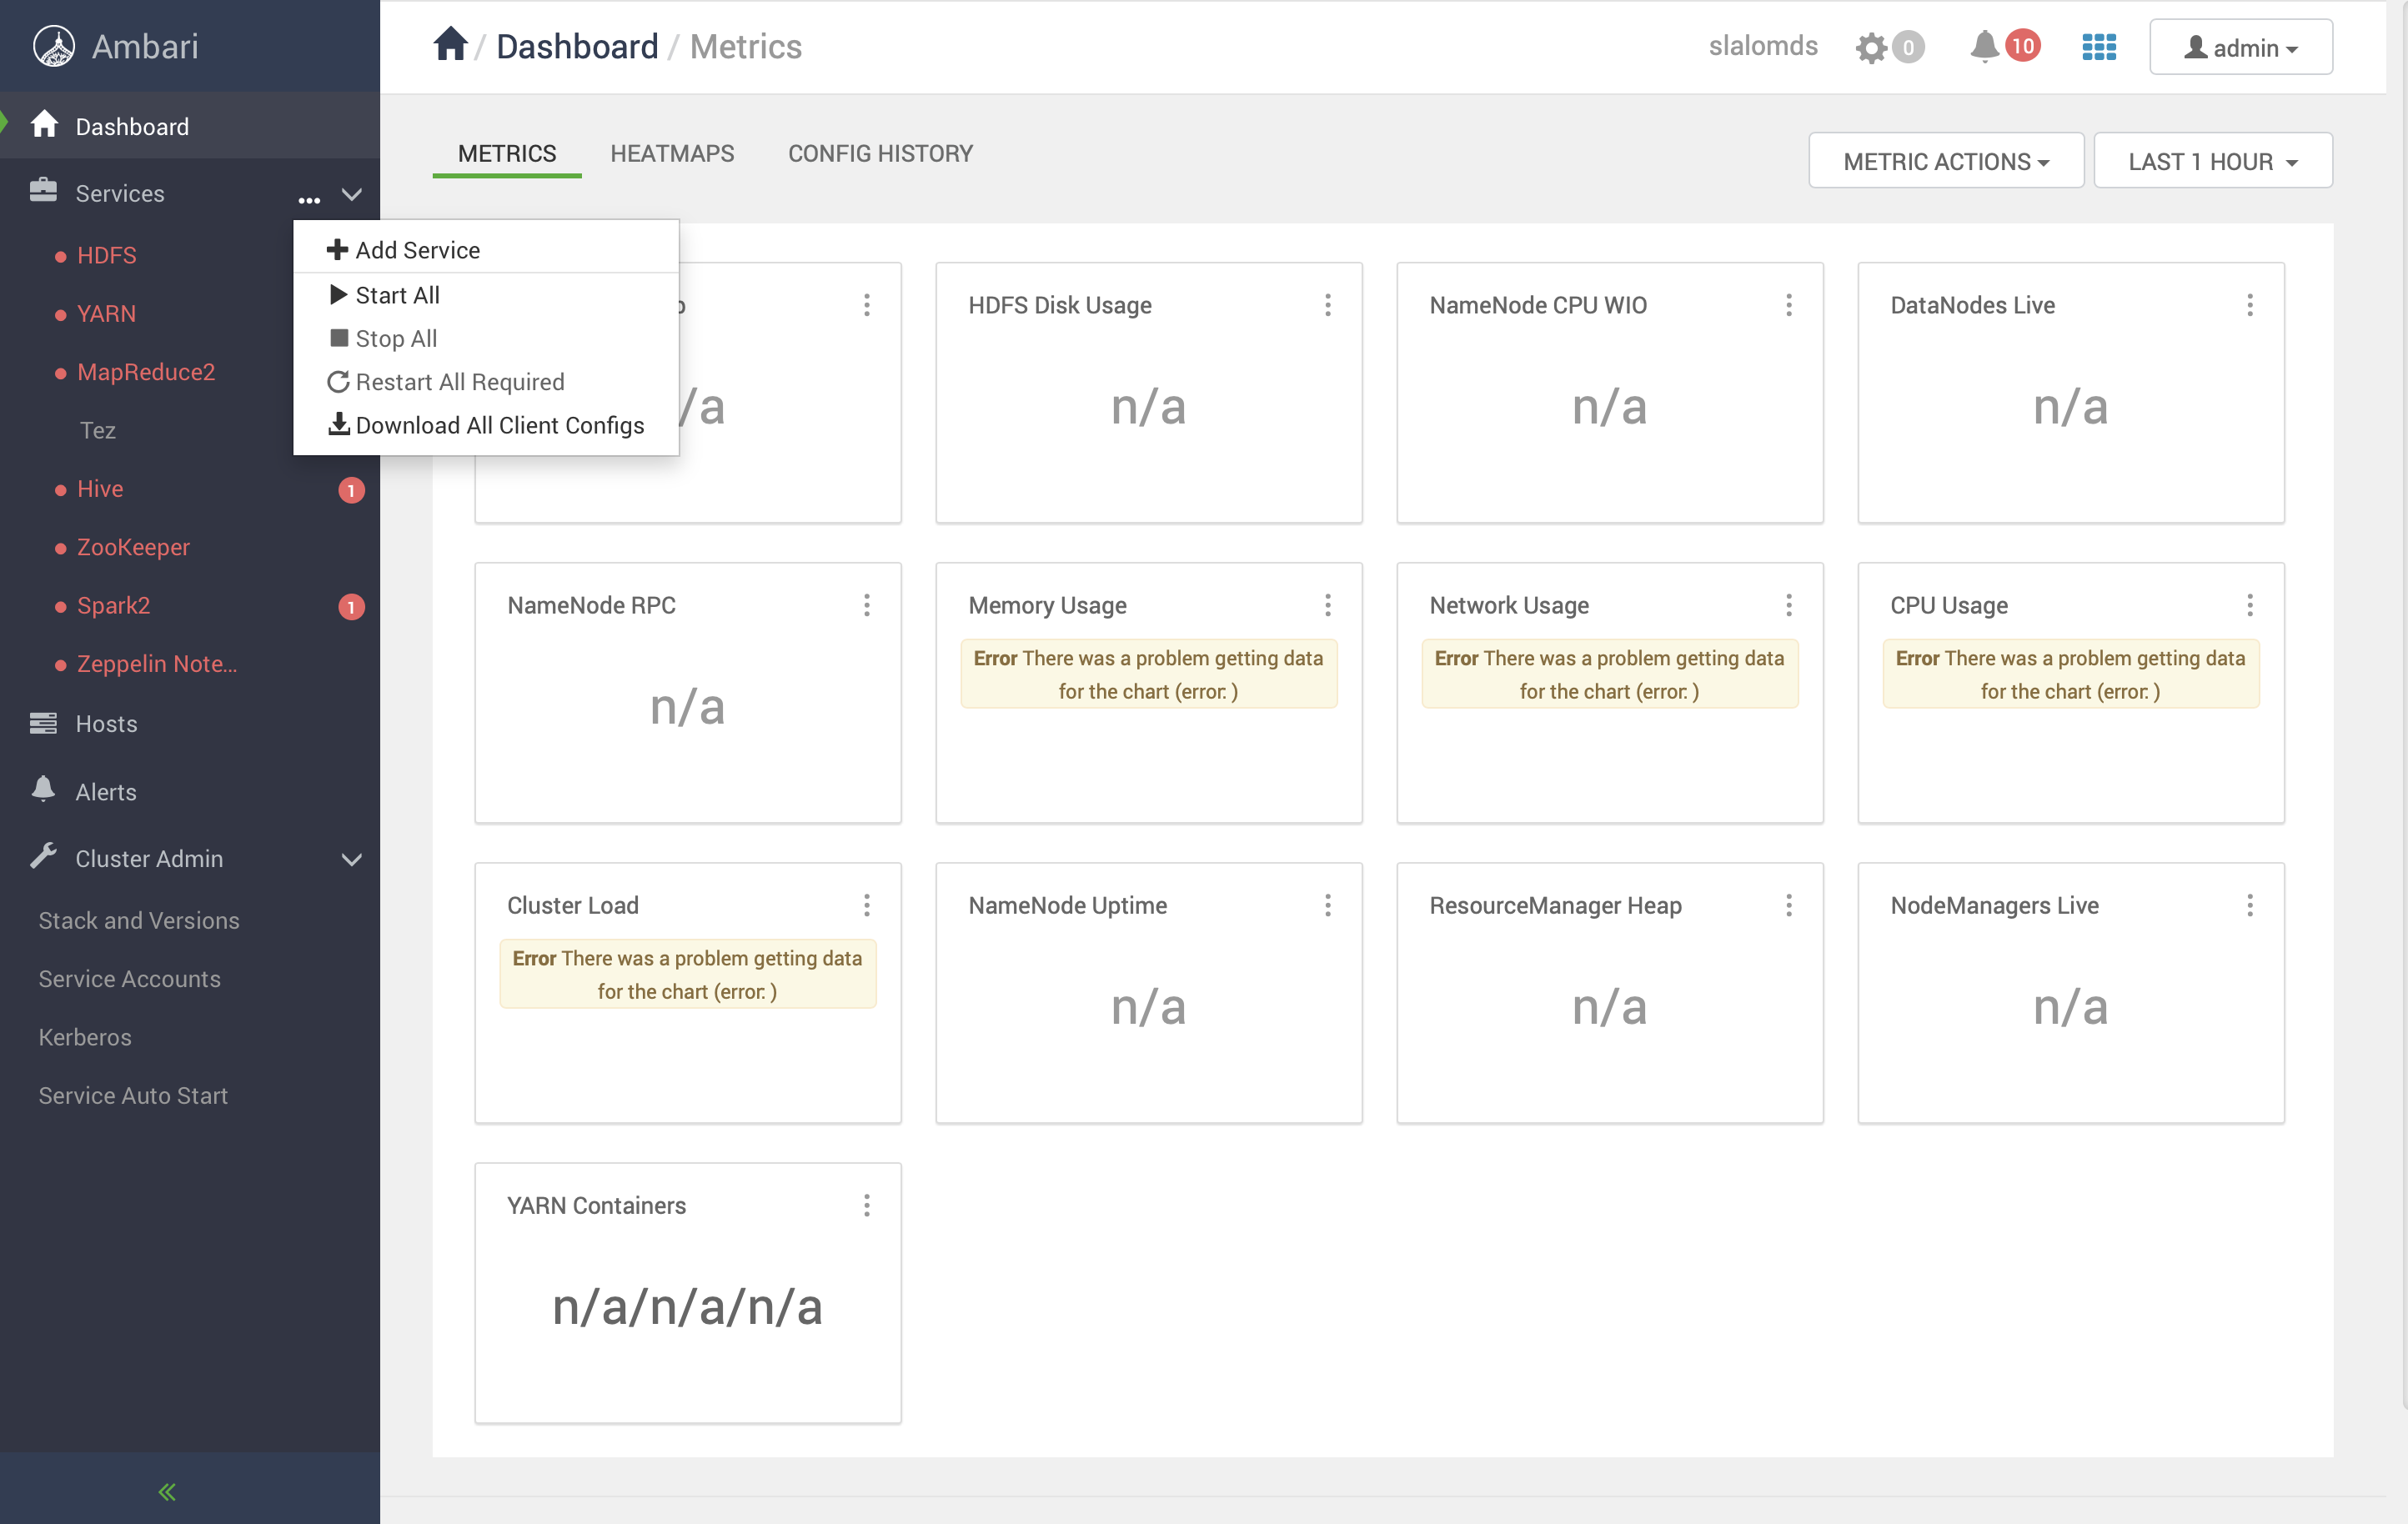 Ambari
Dashboard
Services
...
HDFS
YARN
MapReduce2
Tez
Hive
1
ZooKeeper
Spark2
1
Zeppelin Note...
Hosts
Alerts
Cluster Admin
Stack and Versions
Service Accounts
Kerberos
Service Auto Start
/ Dashboard / Metrics
slalomds
0
10
admin
METRICS
HEATMAPS
CONFIG HISTORY
METRIC ACTIONS
LAST 1 HOUR
Add Service
Start All
Stop All
Restart All Required
Download All Client Configs
/a
HDFS Disk Usage
n/a
NameNode CPU WIO
n/a
DataNodes Live
n/a
NameNode RPC
n/a
Memory Usage
Error There was a problem getting data
for the chart (error: )
Network Usage
Error There was a problem getting data
for the chart (error: )
CPU Usage
Error There was a problem getting data
for the chart (error: )
Cluster Load
Error There was a problem getting data
for the chart (error: )
NameNode Uptime
n/a
ResourceManager Heap
n/a
NodeManagers Live
n/a
YARN Containers
n/a/n/a/n/a